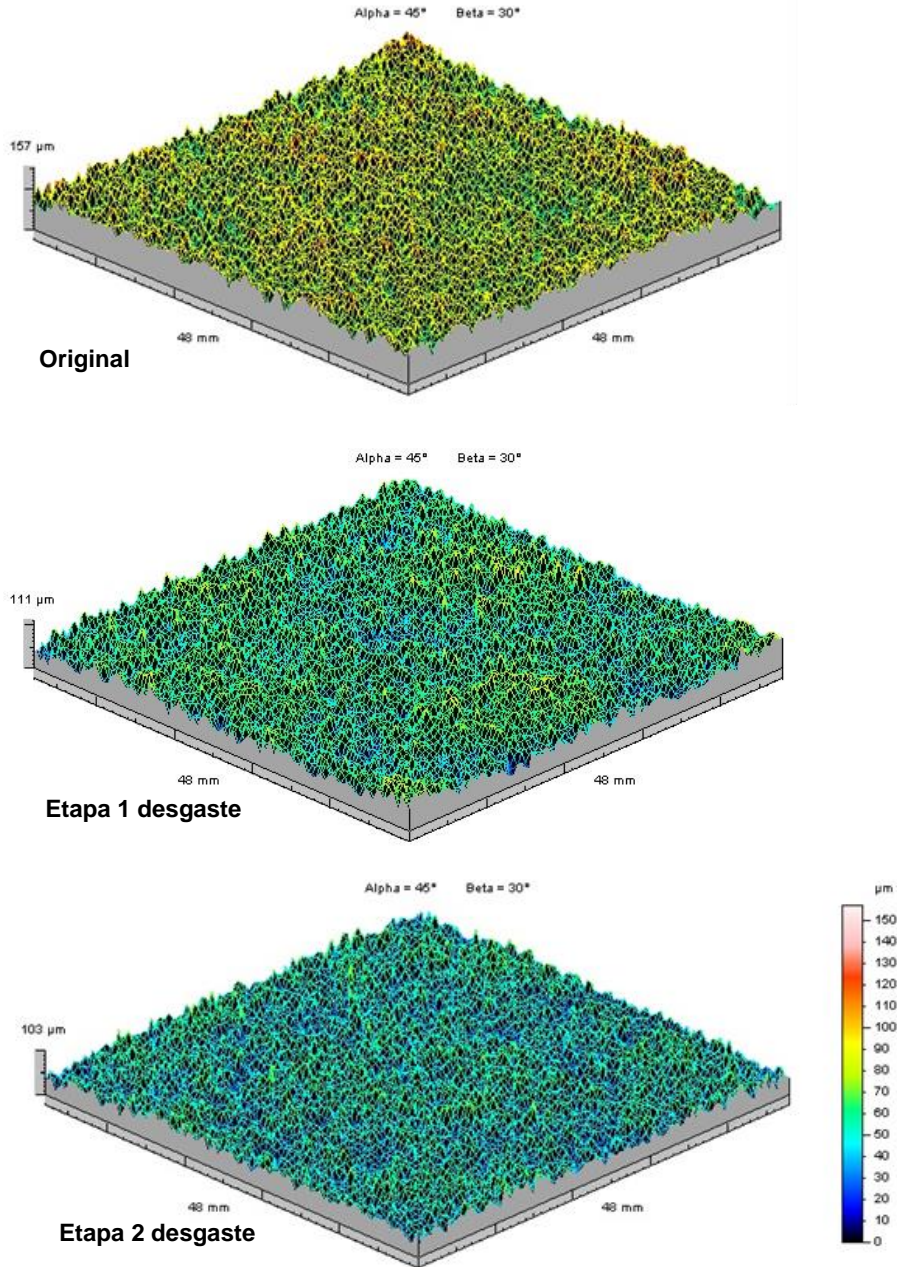 Alpha = 45° Beta = 30°
157 µm
48 mm
48 mm
Original
Alpha = 45° Beta = 30°
111 µm
48 mm
48 mm
Etapa 1 desgaste
Alpha = 45° Beta = 30°
103 µm
48 mm
48 mm
Etapa 2 desgaste
µm
150
140
130
120
110
100
90
80
70
60
50
40
30
20
10
0